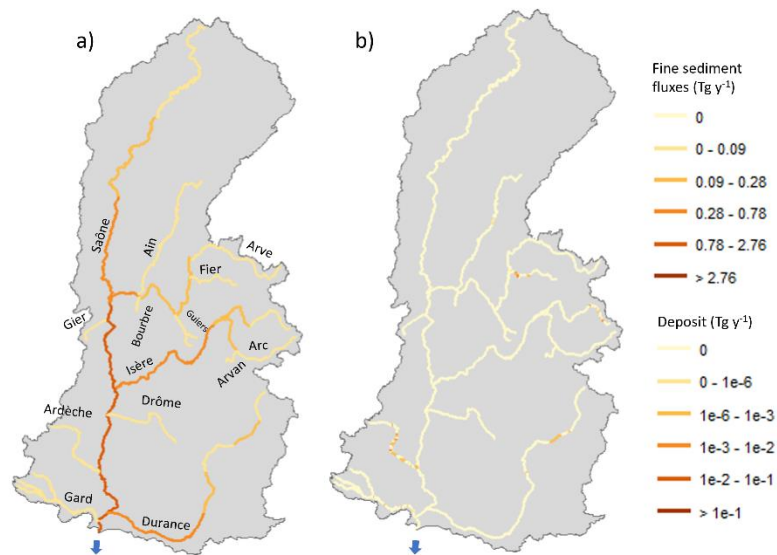 a)
b)
Saône
Ain
Arve
Fier
Gier
Bourbre
Guiers
Arc
Isère
Arvan
Ardèche
Drôme
Gard
Durance
Fine sediment
fluxes (Tg y⁻¹)
0
0 - 0.09
0.09 - 0.28
0.28 - 0.78
0.78 - 2.76
> 2.76
Deposit (Tg y⁻¹)
0
0 - 1e-6
1e-6 - 1e-3
1e-3 - 1e-2
1e-2 - 1e-1
> 1e-1